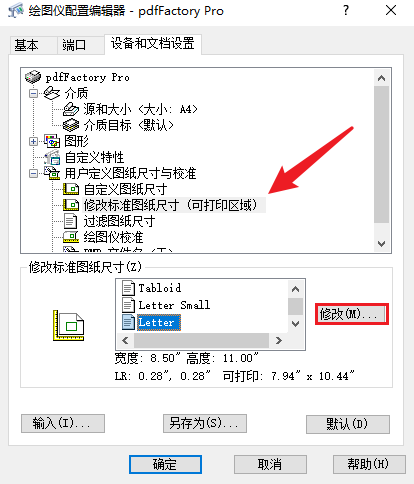 绘图仪配置编辑器 - pdfFactory Pro
基本 端口 设备和文档设置
pdfFactory Pro
介质
源和大小 <大小: A4>
介质目标 <默认>
图形
自定义特性
用户定义图纸尺寸与校准
自定义图纸尺寸
修改标准图纸尺寸 (可打印区域)
过滤图纸尺寸
绘图仪校准
修改标准图纸尺寸(Z)
Tabloid
Letter Small
Letter
修改(M)...
宽度: 8.50" 高度: 11.00"
LR: 0.28", 0.28" 可打印: 7.94" x 10.44"
输入(I)... 另存为(S)... 默认(D)
确定 取消 帮助(H)